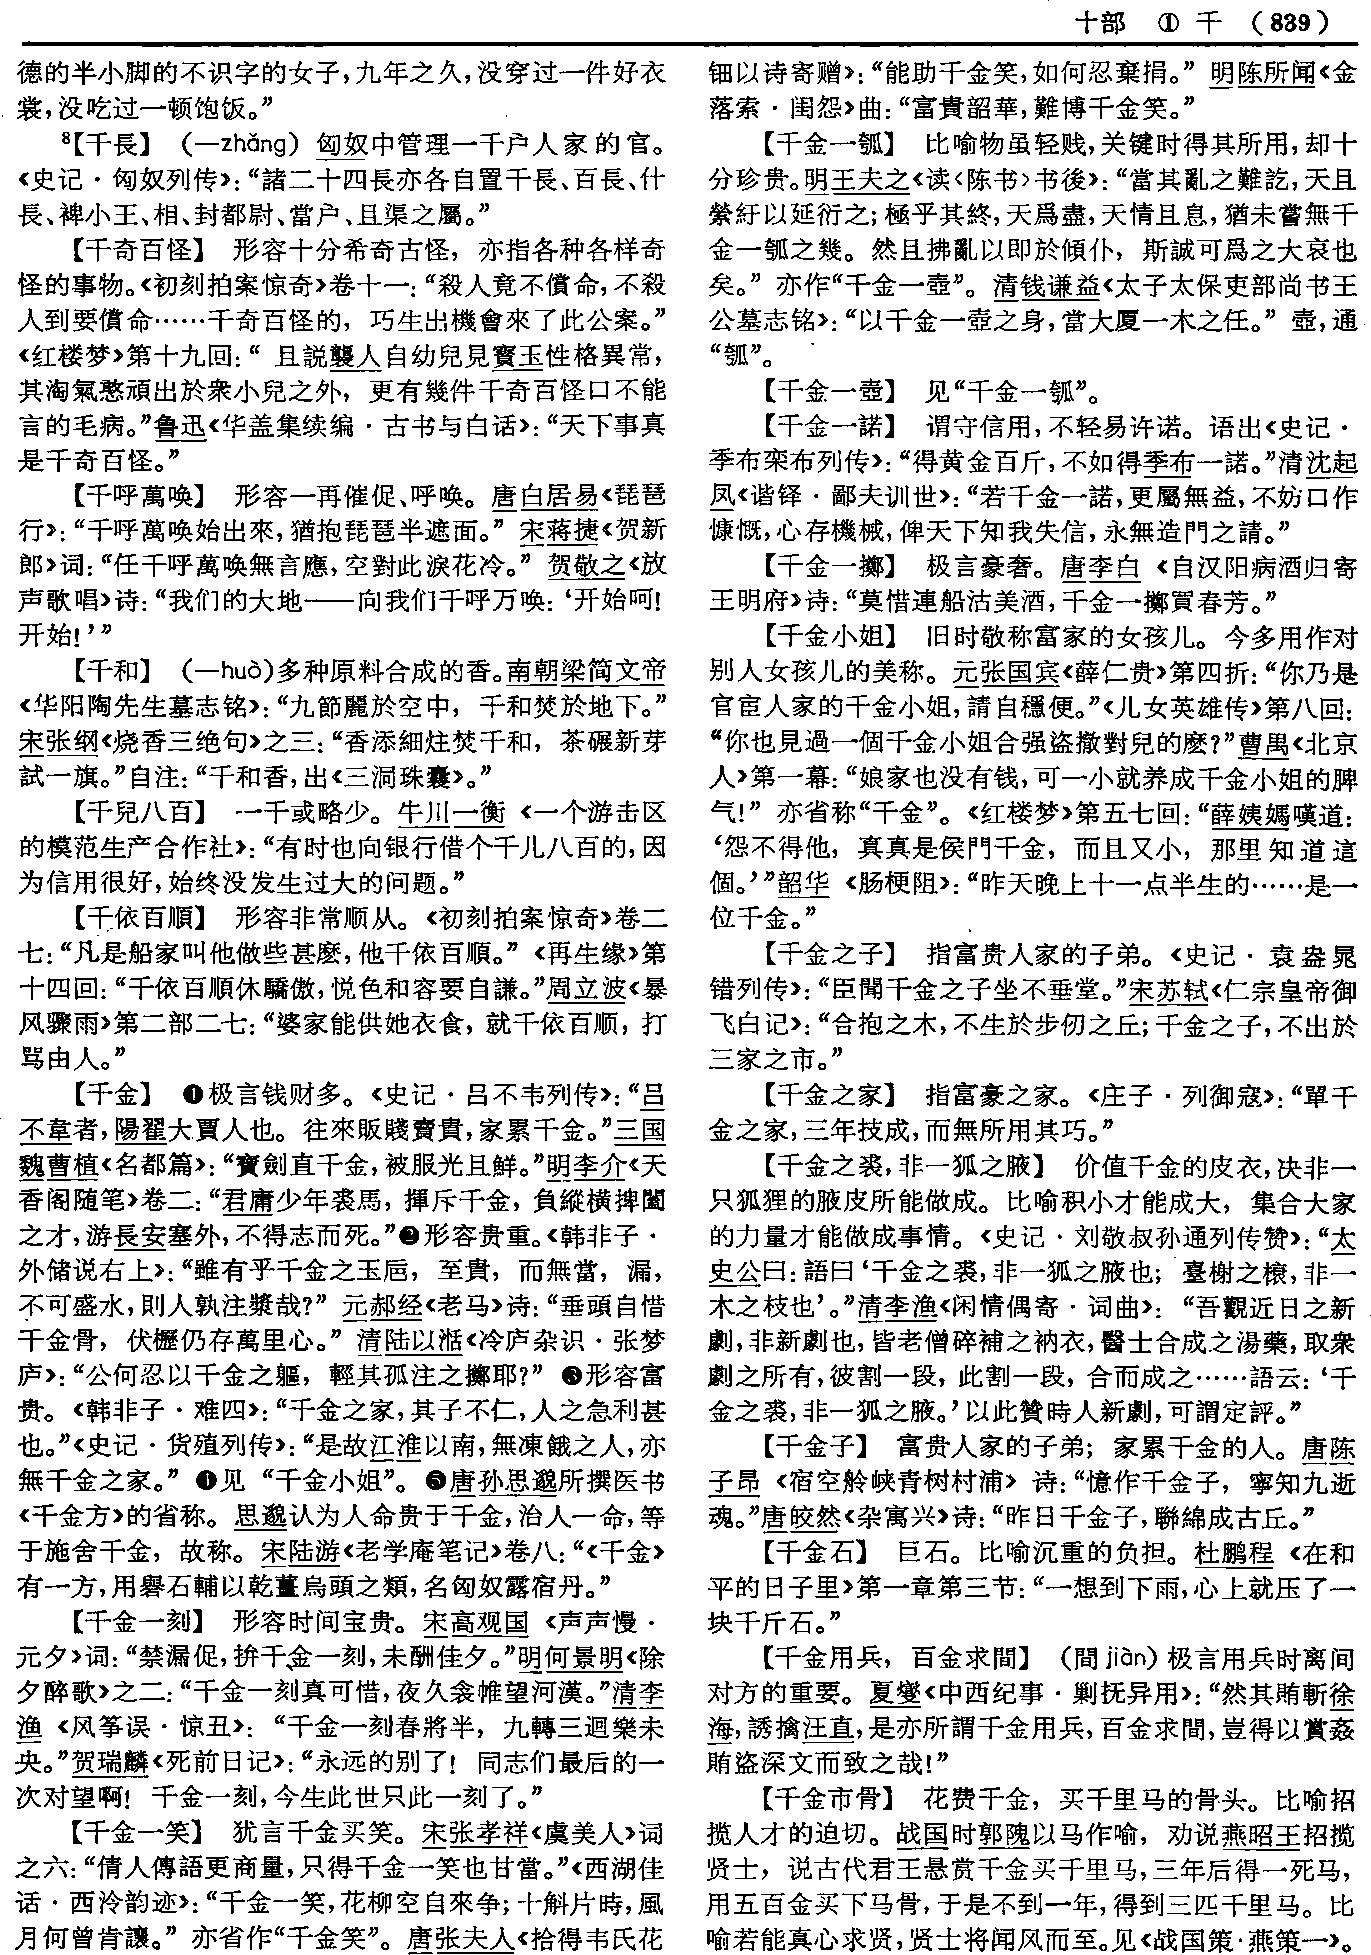 十部 ① 千 （839）
德的半小脚的不识字的女子，九年之久，没穿过一件好衣
裳，没吃过一顿饱饭。”
⁸【千長】 （—zhǎng）匈奴中管理一千户人家的官。
《史记·匈奴列传》：“諸二十四長亦各自置千長、百長、什
長、裨小王、相、封都尉、當户、且渠之屬。”
【千奇百怪】 形容十分希奇古怪，亦指各种各样奇
怪的事物。《初刻拍案惊奇》卷十一：“殺人竟不償命，不殺
人到要償命……千奇百怪的，巧生出機會來了此公案。”
《红楼梦》第十九回：“且説襲人自幼兒見寶玉性格異常，
其淘氣憨頑出於衆小兒之外，更有幾件千奇百怪口不能
言的毛病。”鲁迅《华盖集续编·古书与白话》：“天下事真
是千奇百怪。”
【千呼萬唤】 形容一再催促、呼唤。唐白居易《琵琶
行》：“千呼萬唤始出來，猶抱琵琶半遮面。”宋蒋捷《贺新
郎》词：“任千呼萬唤無言應，空對此淚花冷。”贺敬之《放
声歌唱》诗：“我们的大地——向我们千呼万唤：‘开始呵！
开始！’”
【千和】 （—huò）多种原料合成的香。南朝梁简文帝
《华阳陶先生墓志铭》：“九節麗於空中，千和焚於地下。”
宋张纲《烧香三绝句》之三：“香添細炷焚千和，茶碾新芽
試一旗。”自注：“千和香，出《三洞珠囊》。”
【千兒八百】 一千或略少。牛川一衡《一个游击区
的模范生产合作社》：“有时也向银行借个千儿八百的，因
为信用很好，始终没发生过大的问题。”
【千依百順】 形容非常顺从。《初刻拍案惊奇》卷二
七：“凡是船家叫他做些甚麽，他千依百順。”《再生缘》第
十四回：“千依百順休驕傲，悦色和容要自謙。”周立波《暴
风骤雨》第二部二七：“婆家能供她衣食，就千依百顺，打
骂由人。”
【千金】 ❶极言钱财多。《史记·吕不韦列传》：“吕
不韋者，陽翟大賈人也。往來販賤賣貴，家累千金。”三国
魏曹植《名都篇》：“寶劍直千金，被服光且鮮。”明李介《天
香阁随笔》卷二：“君庸少年裘馬，揮斥千金，負縱横捭闔
之才，游長安塞外，不得志而死。”❷形容贵重。《韩非子·
外储说右上》：“雖有乎千金之玉卮，至貴，而無當，漏，
不可盛水，則人孰注漿哉？”元郝经《老马》诗：“垂頭自惜
千金骨，伏櫪仍存萬里心。”清陆以湉《冷庐杂识·张梦
庐》：“公何忍以千金之軀，輕其孤注之擲耶？”❸形容富
贵。《韩非子·难四》：“千金之家，其子不仁，人之急利甚
也。”《史记·货殖列传》：“是故江淮以南，無凍餓之人，亦
無千金之家。”❹见“千金小姐”。❺唐孙思邈所撰医书
《千金方》的省称。思邈认为人命贵于千金，治人一命，等
于施舍千金，故称。宋陆游《老学庵笔记》卷八：“《千金》
有一方，用礜石輔以乾薑烏頭之類，名匈奴露宿丹。”
【千金一刻】 形容时间宝贵。宋高观国《声声慢·
元夕》词：“禁漏促，拚千金一刻，未酬佳夕。”明何景明《除
夕醉歌》之二：“千金一刻真可惜，夜久衾帷望河漢。”清李
渔《风筝误·惊丑》：“千金一刻春將半，九轉三迴樂未
央。”贺瑞麟《死前日记》：“永远的别了！同志们最后的一
次对望啊！千金一刻，今生此世只此一刻了。”
【千金一笑】 犹言千金买笑。宋张孝祥《虞美人》词
之六：“倩人傳語更商量，只得千金一笑也甘當。”《西湖佳
话·西泠韵迹》：“千金一笑，花柳空自來争；十斛片時，風
月何曾肯讓。”亦省作“千金笑”。唐张夫人《拾得韦氏花
钿以诗寄赠》：“能助千金笑，如何忍棄捐。”明陈所闻《金
落索·闺怨》曲：“富貴韶華，難博千金笑。”
【千金一瓠】 比喻物虽轻贱，关键时得其所用，却十
分珍贵。明王夫之《读〈陈书〉书後》：“當其亂之難訖，天且
縈紆以延衍之；極乎其終，天爲盡，天情且息，猶未嘗無千
金一瓠之幾。然且拂亂以即於傾仆，斯誠可爲之大哀也
矣。”亦作“千金一壺”。清钱谦益《太子太保吏部尚书王
公墓志铭》：“以千金一壺之身，當大厦一木之任。”壺，通
“瓠”。
【千金一壺】 见“千金一瓠”。
【千金一諾】 谓守信用，不轻易许诺。语出《史记·
季布栾布列传》：“得黄金百斤，不如得季布一諾。”清沈起
凤《谐铎·鄙夫训世》：“若千金一諾，更屬無益，不妨口作
慷慨，心存機械，俾天下知我失信，永無造門之請。”
【千金一擲】 极言豪奢。唐李白《自汉阳病酒归寄
王明府》诗：“莫惜連船沽美酒，千金一擲買春芳。”
【千金小姐】 旧时敬称富家的女孩儿。今多用作对
别人女孩儿的美称。元张国宾《薛仁贵》第四折：“你乃是
官宦人家的千金小姐，請自穩便。”《儿女英雄传》第八回：
“你也見過一個千金小姐合强盗撒對兒的麽？”曹禺《北京
人》第一幕：“娘家也没有钱，可一小就养成千金小姐的脾
气！”亦省称“千金”。《红楼梦》第五七回：“薛姨媽嘆道：
‘怨不得他，真真是侯門千金，而且又小，那里知道這
個。’”韶华《肠梗阻》：“昨天晚上十一点半生的……是一
位千金。”
【千金之子】 指富贵人家的子弟。《史记·袁盎晁
错列传》：“臣聞千金之子坐不垂堂。”宋苏轼《仁宗皇帝御
飞白记》：“合抱之木，不生於步仞之丘；千金之子，不出於
三家之市。”
【千金之家】 指富豪之家。《庄子·列御寇》：“單千
金之家，三年技成，而無所用其巧。”
【千金之裘，非一狐之腋】 价值千金的皮衣，决非一
只狐狸的腋皮所能做成。比喻积小才能成大，集合大家
的力量才能做成事情。《史记·刘敬叔孙通列传赞》：“太
史公曰：語曰‘千金之裘，非一狐之腋也；臺榭之榱，非一
木之枝也’。”清李渔《闲情偶寄·词曲》：“吾觀近日之新
劇，非新劇也，皆老僧碎補之衲衣，醫士合成之湯藥，取衆
劇之所有，彼割一段，此割一段，合而成之……語云：‘千
金之裘，非一狐之腋。’以此贊時人新劇，可謂定評。”
【千金子】 富贵人家的子弟；家累千金的人。唐陈
子昂《宿空舲峡青树村浦》诗：“憶作千金子，寧知九逝
魂。”唐皎然《杂寓兴》诗：“昨日千金子，聯綿成古丘。”
【千金石】 巨石。比喻沉重的负担。杜鹏程《在和
平的日子里》第一章第三节：“一想到下雨，心上就压了一
块千斤石。”
【千金用兵，百金求間】 （間jiàn）极言用兵时离间
对方的重要。夏燮《中西纪事·剿抚异用》：“然其賄斬徐
海，誘擒汪直，是亦所謂千金用兵，百金求間，豈得以賞姦
賄盗深文而致之哉！”
【千金市骨】 花费千金，买千里马的骨头。比喻招
揽人才的迫切。战国时郭隗以马作喻，劝说燕昭王招揽
贤士，说古代君王悬赏千金买千里马，三年后得一死马，
用五百金买下马骨，于是不到一年，得到三匹千里马。比
喻若能真心求贤，贤士将闻风而至。见《战国策·燕策一》。